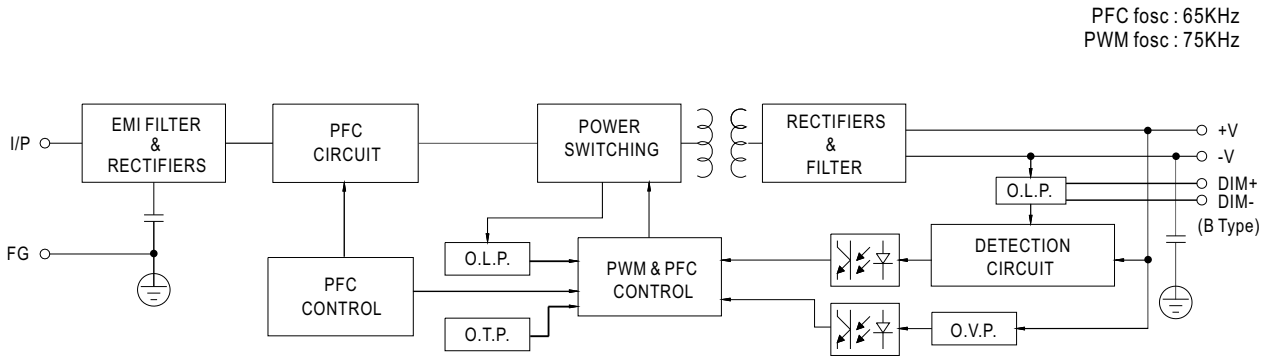 PFC fosc : 65KHz
PWM fosc : 75KHz
I/P
EMI FILTER
&
RECTIFIERS
PFC
CIRCUIT
POWER
SWITCHING
RECTIFIERS
&
FILTER
+V
-V
O.L.P.
DIM+
DIM-
(B Type)
FG
PFC
CONTROL
O.L.P.
O.T.P.
PWM & PFC
CONTROL
DETECTION
CIRCUIT
O.V.P.